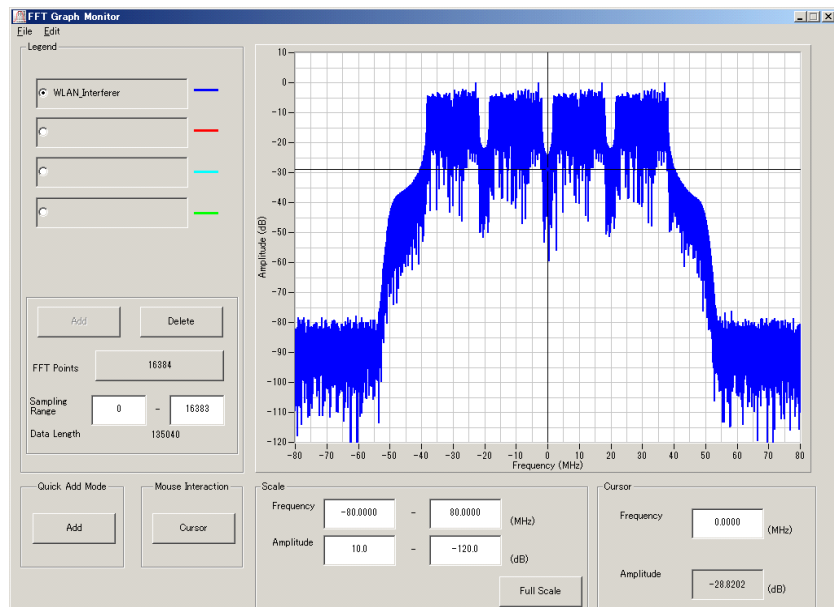 FFT Graph Monitor
File Edit
Legend
WLAN_Interferer
Add Delete
FFT Points 16384
Sampling Range 0 - 16383
Data Length 135040
Quick Add Mode
Add
Mouse Interaction
Cursor
10
0
-10
-20
-30
-40
-50
-60
-70
-80
-90
-100
-110
-120
Amplitude (dB)
-80 -70 -60 -50 -40 -30 -20 -10 0 10 20 30 40 50 60 70 80
Frequency (MHz)
Scale
Frequency -80.0000 - 80.0000 (MHz)
Amplitude 10.0 - -120.0 (dB)
Full Scale
Cursor
Frequency 0.0000 (MHz)
Amplitude -28.8202 (dB)